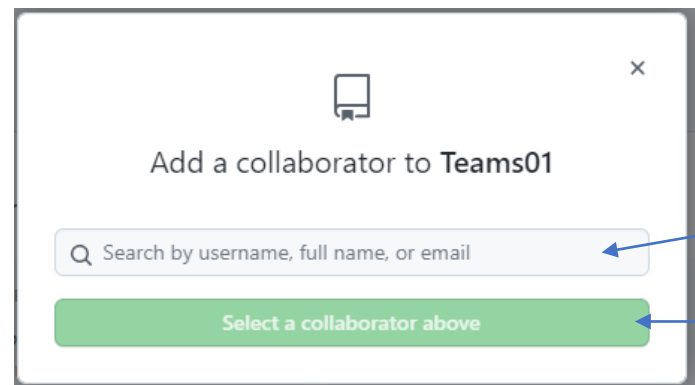 Add a collaborator to Teams01
Search by username, full name, or email
Select a collaborator above